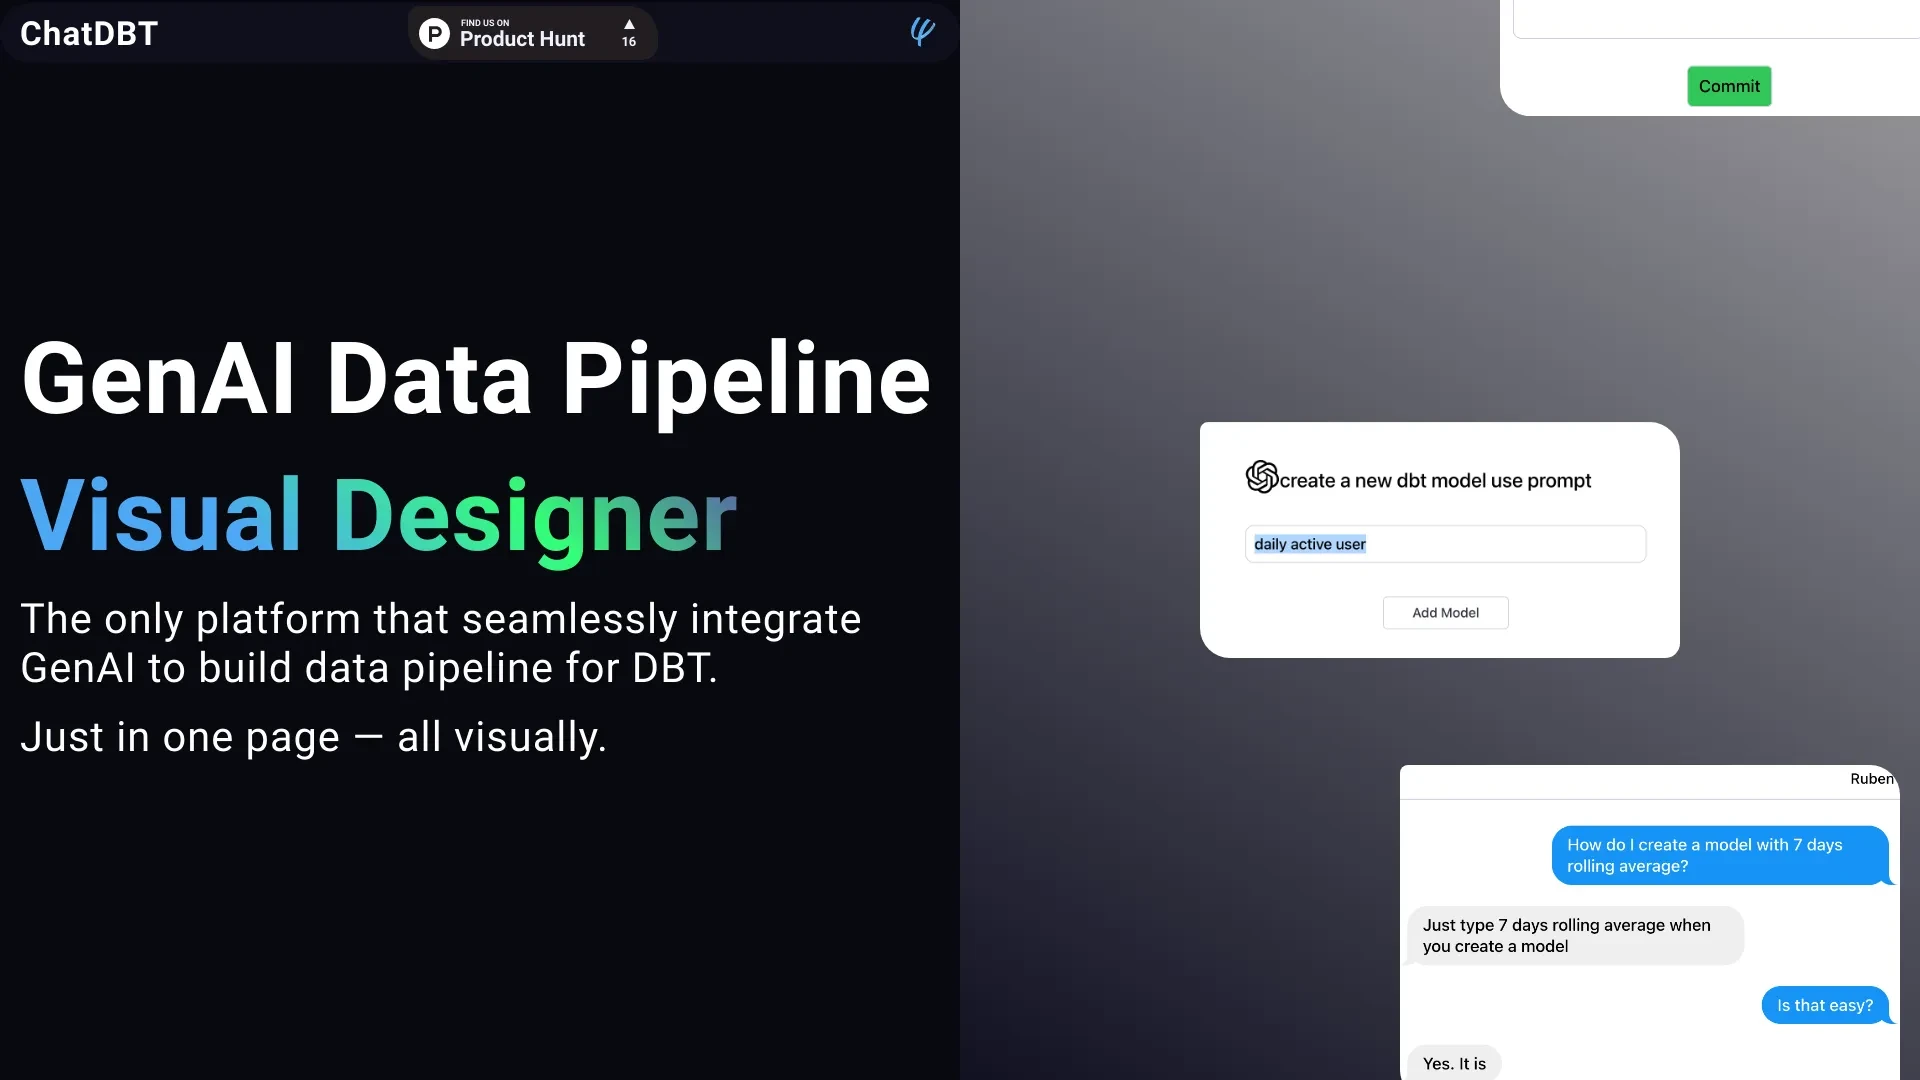 ChatDBT
FIND US ON
Product Hunt
16
GenAI Data Pipeline
Visual Designer
The only platform that seamlessly integrate
GenAI to build data pipeline for DBT.
Just in one page — all visually.
Commit
create a new dbt model use prompt
daily active user
Add Model
Ruben
How do I create a model with 7 days
rolling average?
Just type 7 days rolling average when
you create a model
Is that easy?
Yes. It is